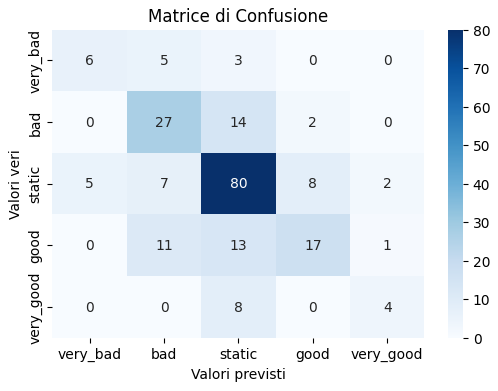 Matrice di Confusione
Valori veri
very_bad 6 5 3 0 0
bad 0 27 14 2 0
static 5 7 80 8 2
good 0 11 13 17 1
very_good 0 0 8 0 4
very_bad bad static good very_good
Valori previsti
80
70
60
50
40
30
20
10
0